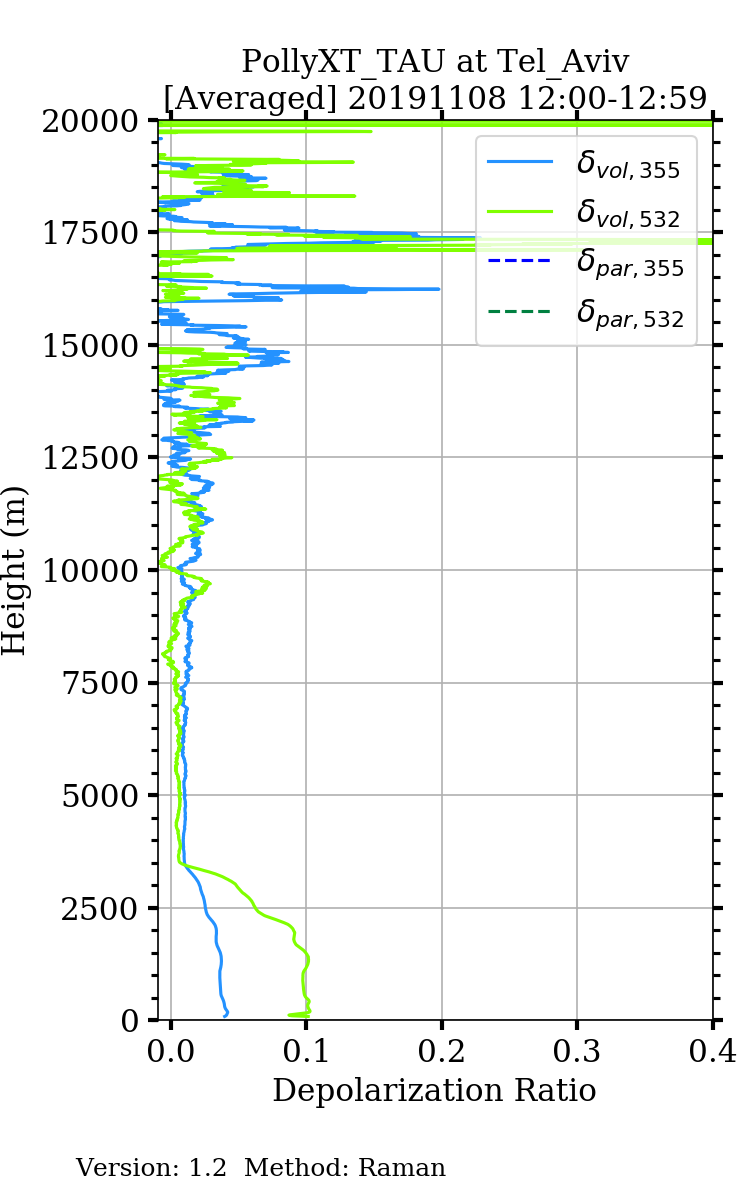 PollyXT_TAU at Tel_Aviv
[Averaged] 20191108 12:00-12:59
20000
17500
15000
12500
10000
7500
5000
2500
0
Height (m)
δvol, 355
δvol, 532
δpar, 355
δpar, 532
0.0 0.1 0.2 0.3 0.4
Depolarization Ratio
Version: 1.2 Method: Raman